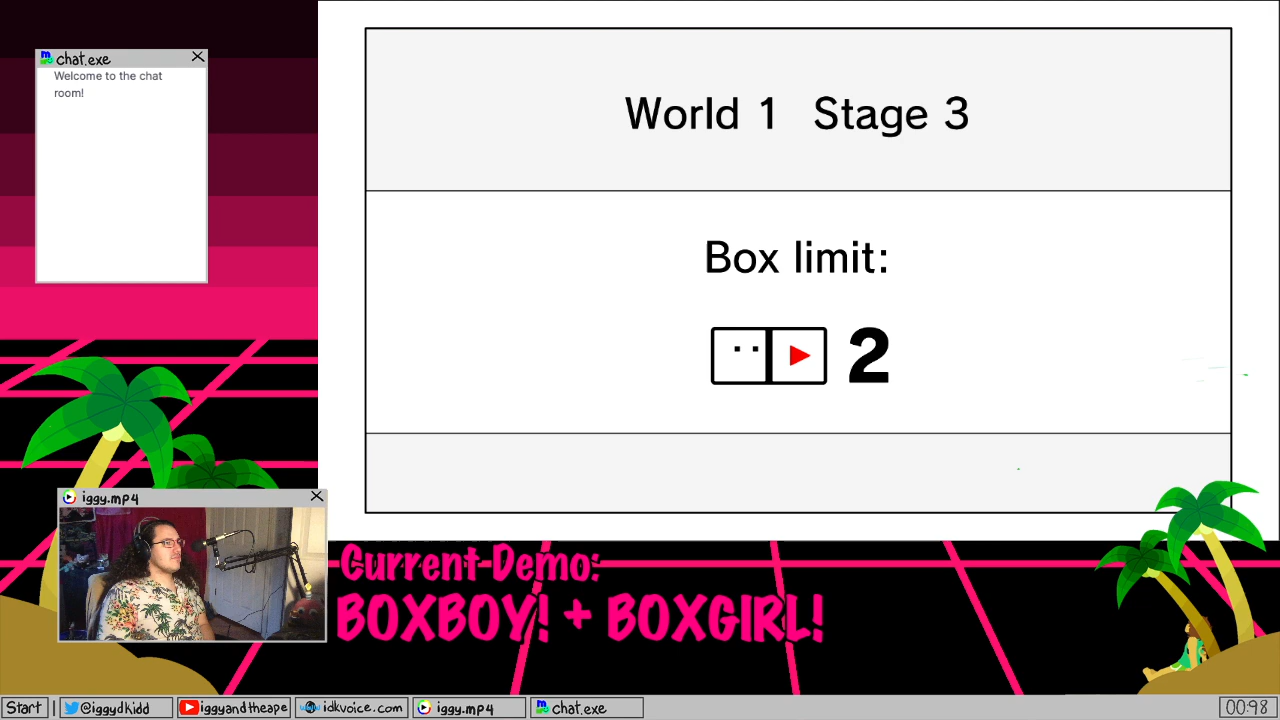 chat.exe
Welcome to the chat
room!
World 1 Stage 3
Box limit:
2
iggy.mp4
Current Demo:
BOXBOY! + BOXGIRL!
Start
@iggydkidd
iggyandtheape
www idkvoice.com
iggy.mp4
chat.exe
00:98